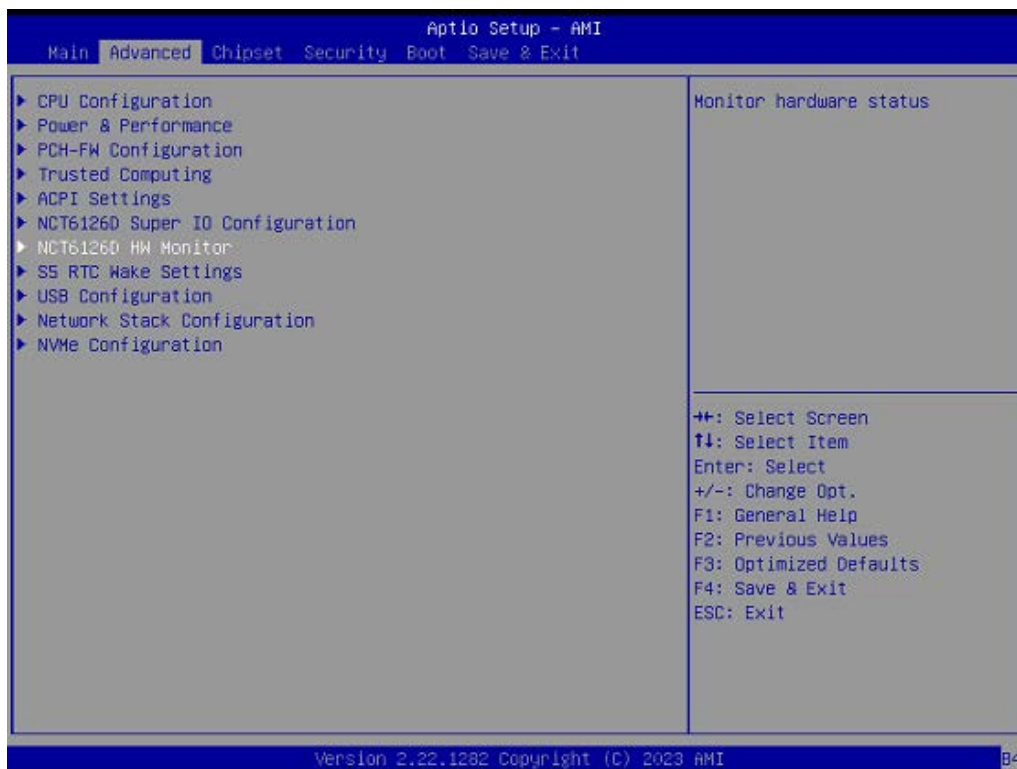 Aptio Setup - AMI
Main Advanced Chipset Security Boot Save & Exit
CPU Configuration
Power & Performance
PCH-FW Configuration
Trusted Computing
ACPI Settings
NCT6126D Super IO Configuration
NCT6126D HW Monitor
S5 RTC Wake Settings
USB Configuration
Network Stack Configuration
NVMe Configuration
Monitor hardware status
→←: Select Screen
↑↓: Select Item
Enter: Select
+/-: Change Opt.
F1: General Help
F2: Previous Values
F3: Optimized Defaults
F4: Save & Exit
ESC: Exit
Version 2.22.1282 Copyright (C) 2023 AMI